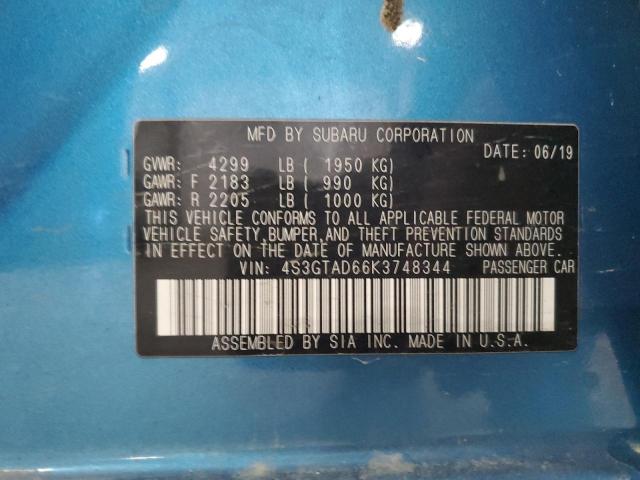 MFD BY SUBARU CORPORATION
DATE: 06/19
GVWR: 4299 LB ( 1950 KG)
GAWR: F 2183 LB ( 990 KG)
GAWR: R 2205 LB ( 1000 KG)
THIS VEHICLE CONFORMS TO ALL APPLICABLE FEDERAL MOTOR
VEHICLE SAFETY,BUMPER,AND THEFT PREVENTION STANDARDS
IN EFFECT ON THE DATE OF MANUFACTURE SHOWN ABOVE.
VIN: 4S3GTAD66K3748344 PASSENGER CAR
ASSEMBLED BY SIA INC. MADE IN U.S.A.